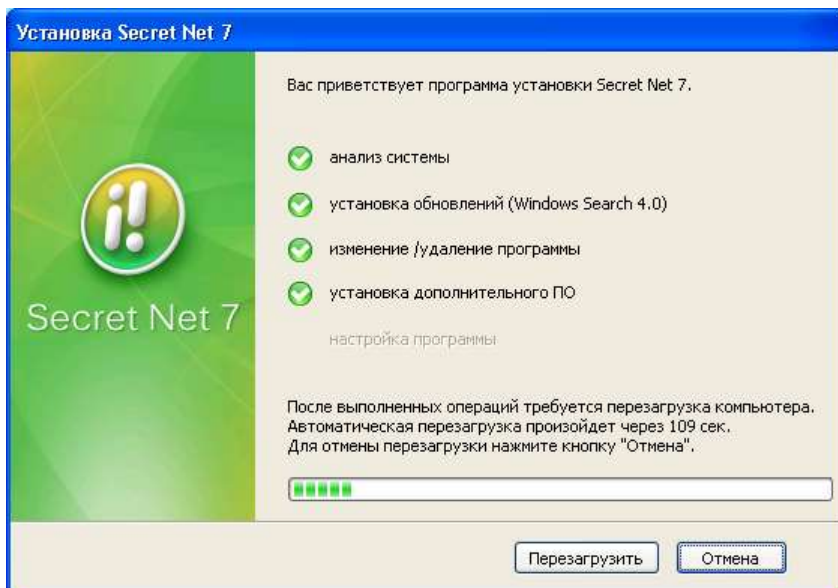 Установка Secret Net 7
Вас приветствует программа установки Secret Net 7.
анализ системы
установка обновлений (Windows Search 4.0)
изменение /удаление программы
установка дополнительного ПО
настройка программы
Secret Net 7
После выполненных операций требуется перезагрузка компьютера.
Автоматическая перезагрузка произойдет через 109 сек.
Для отмены перезагрузки нажмите кнопку "Отмена".
Перезагрузить
Отмена